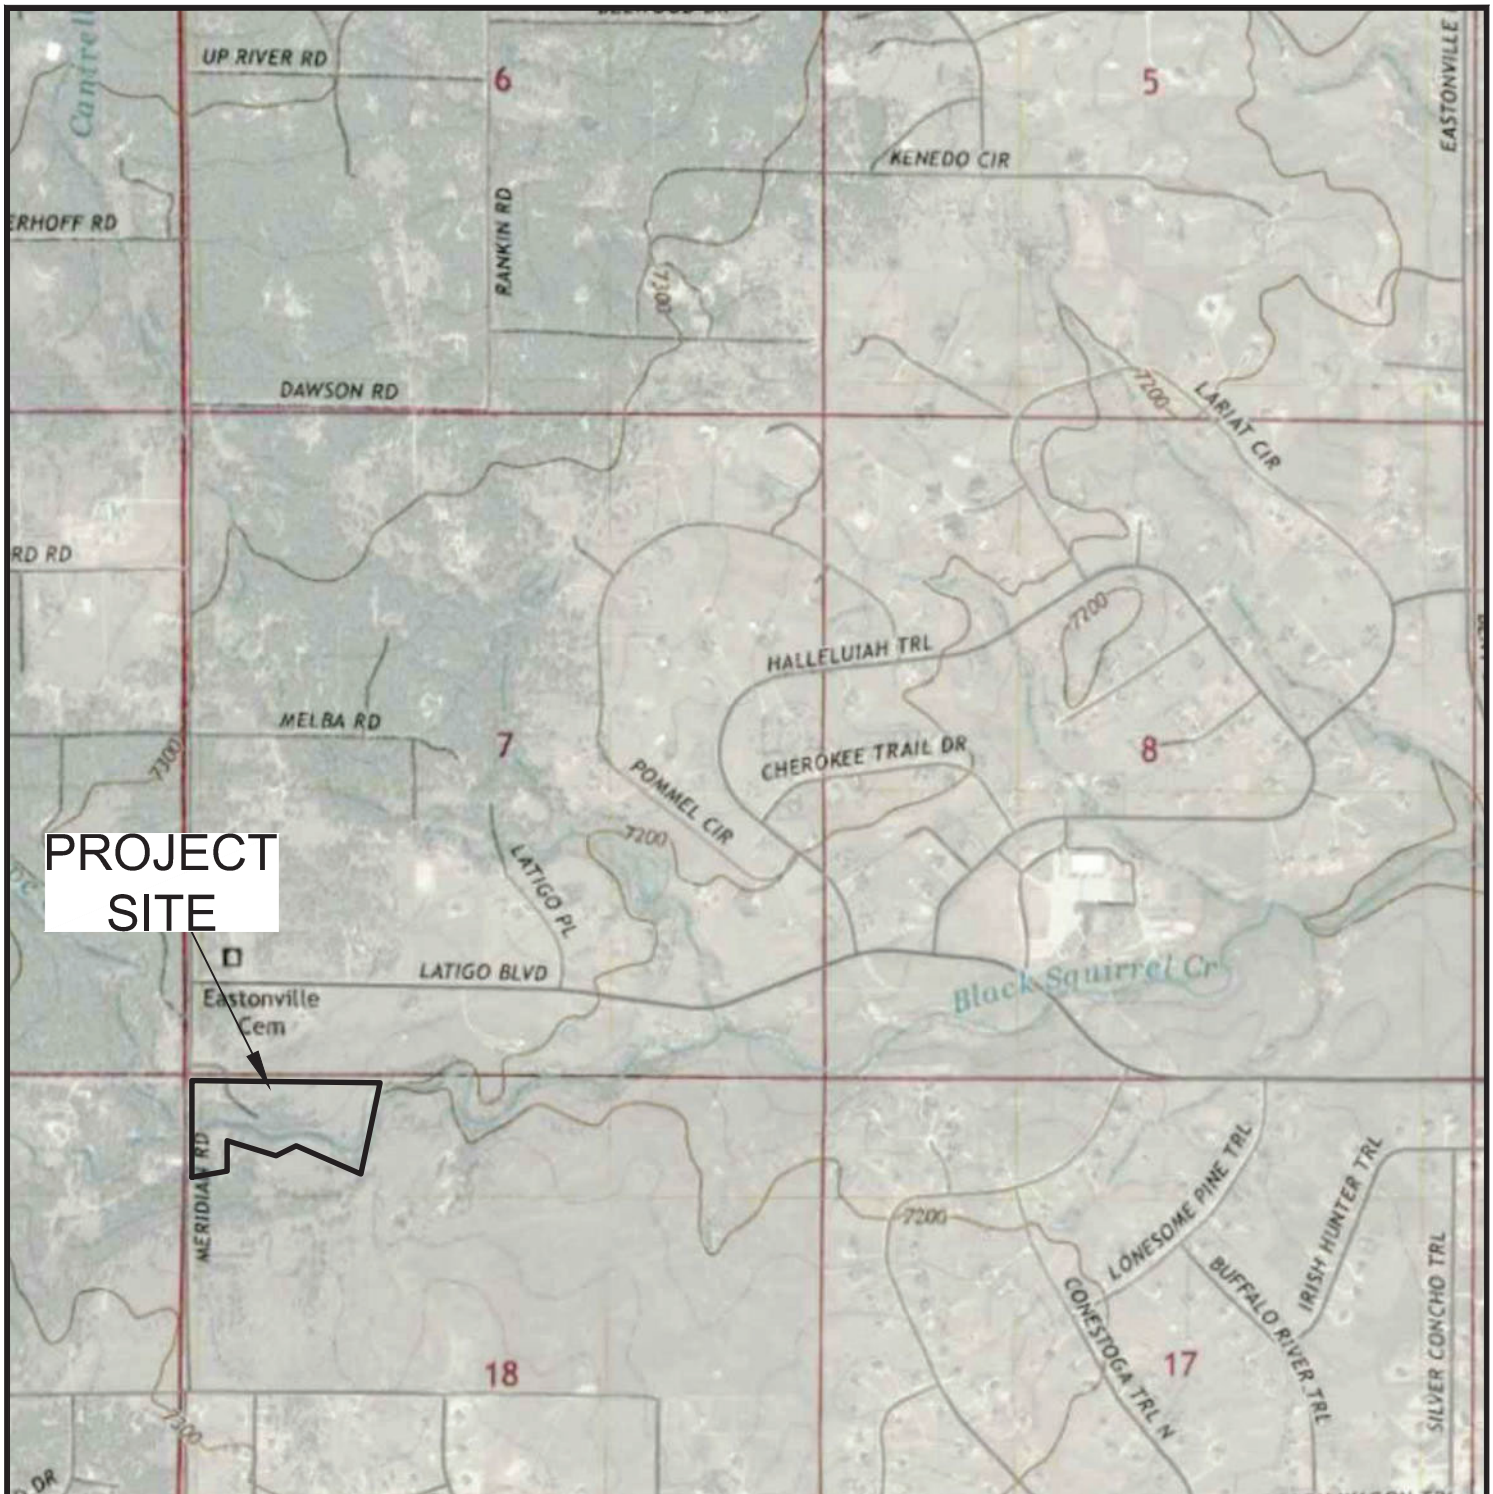 Cantrell
UP RIVER RD
6
5
EASTONVILLE
KENEDO CIR
RANKIN RD
ERHOFF RD
7300
DAWSON RD
7200
LARIAT CIR
RD RD
7200
HALLELUIAH TRL
MELBA RD
7300
7
8
CHEROKEE TRAIL DR
POMMEL CIR
7200
PROJECT
SITE
LATIGO PL
LATIGO BLVD
Black Squirrel Cr
Eastonville
Cem
MERIDIAN RD
7200
LONESOME PINE TRL
IRISH HUNTER TRL
BUFFALO RIVER TRL
CONESTOGA TRL N
SILVER CONCHO TRL
18
17
7300
DR